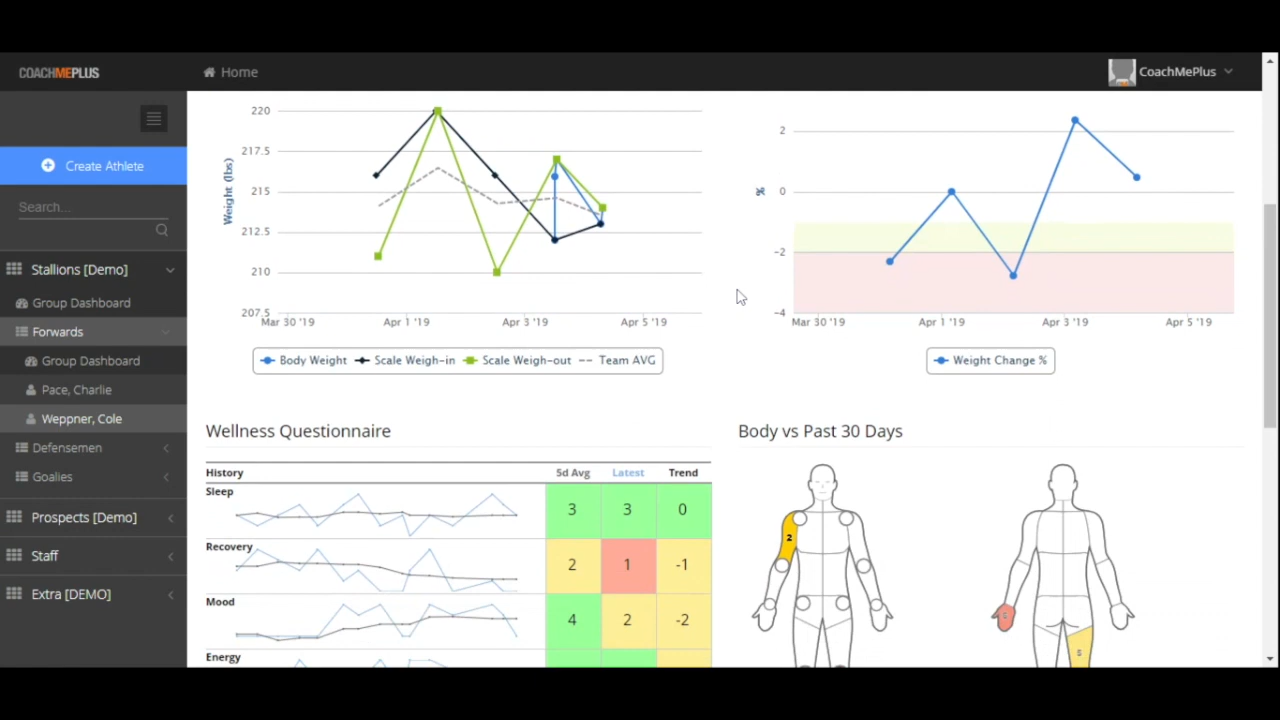 COACHMEPLUS
Home
CoachMePlus
Create Athlete
Search...
Stallions [Demo]
Group Dashboard
Forwards
Group Dashboard
Pace, Charlie
Weppner, Cole
Defensemen
Goalies
Prospects [Demo]
Staff
Extra [DEMO]
Weight (lbs)
220
217.5
215
212.5
210
207.5
Mar 30 '19 Apr 1 '19 Apr 3 '19 Apr 5 '19
Body Weight Scale Weigh-in Scale Weigh-out Team AVG
%
2
0
-2
-4
Mar 30 '19 Apr 1 '19 Apr 3 '19 Apr 5 '19
Weight Change %
Wellness Questionnaire
History 5d Avg Latest Trend
Sleep 3 3 0
Recovery 2 1 -1
Mood 4 2 -2
Energy
Body vs Past 30 Days
2